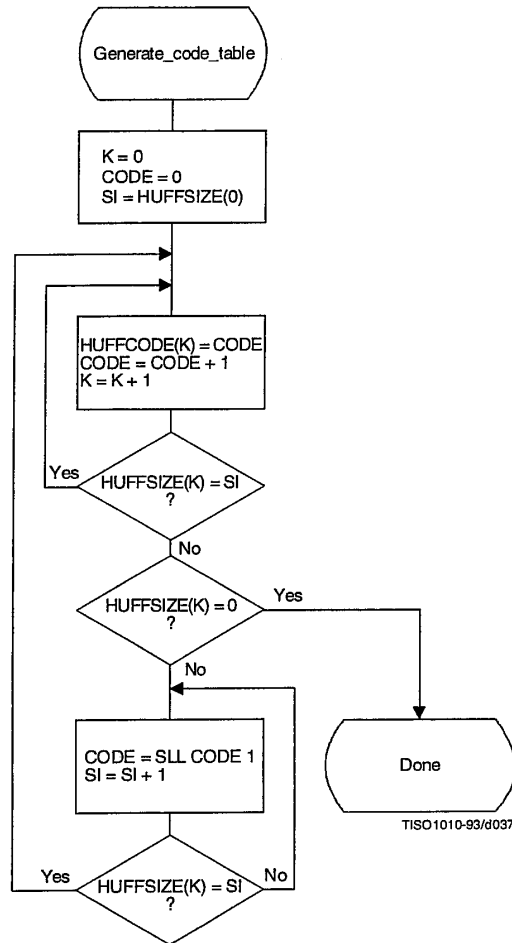 Generate_code_table
K = 0
CODE = 0
SI = HUFFSIZE(0)
HUFFCODE(K) = CODE
CODE = CODE + 1
K = K + 1
Yes
HUFFSIZE(K) = SI
?
No
HUFFSIZE(K) = 0
?
Yes
No
CODE = SLL CODE 1
SI = SI + 1
Done
TISO1010-93/d037
Yes
HUFFSIZE(K) = SI
?
No